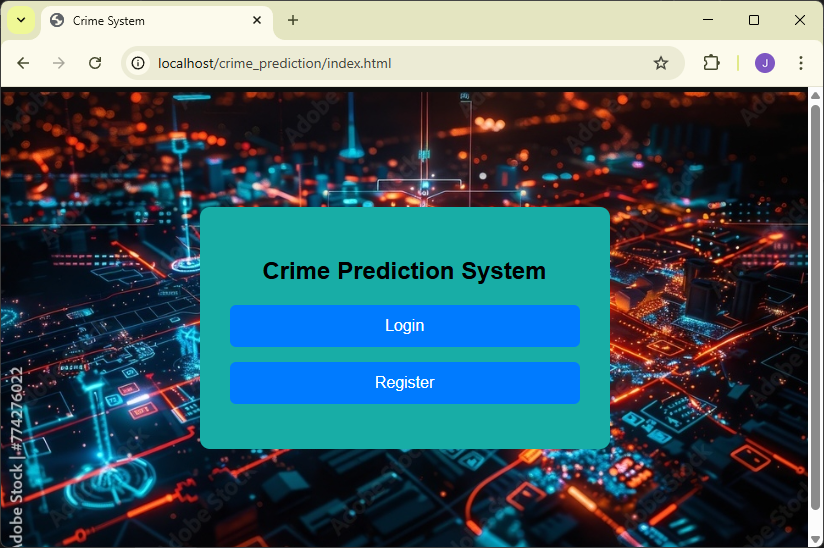 Crime System
localhost/crime_prediction/index.html
J
Crime Prediction System
Login
Register
Adobe Stock | #774276022